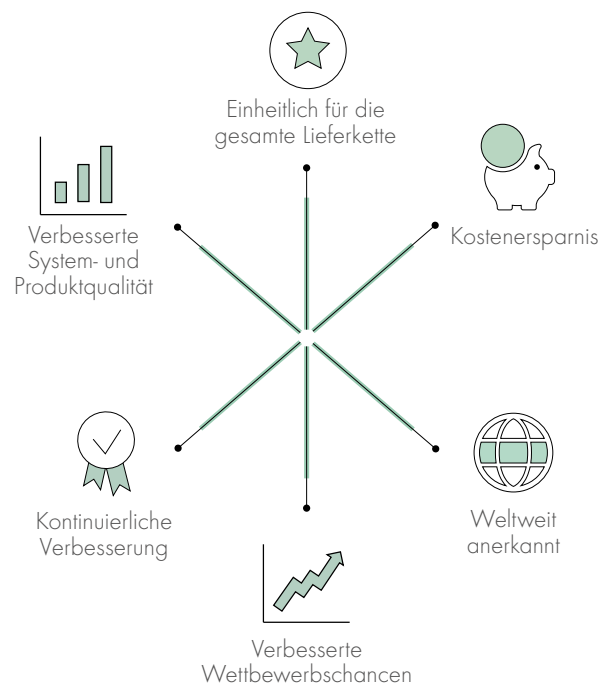 Einheitlich für die
gesamte Lieferkette
Kostenersparnis
Verbesserte
System- und
Produktqualität
Kontinuierliche
Verbesserung
Weltweit
anerkannt
Verbesserte
Wettbewerbschancen